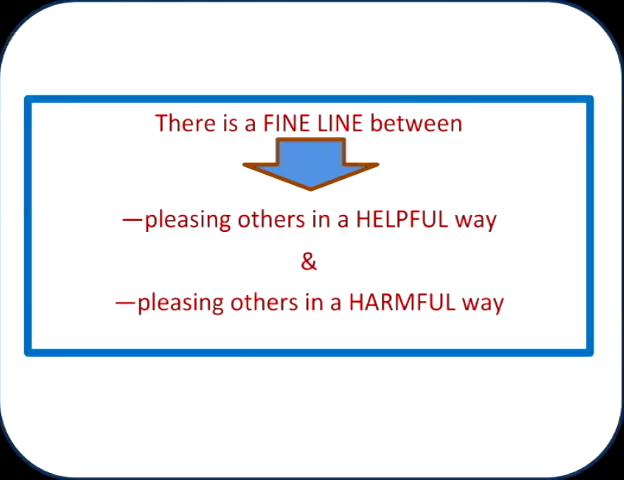 There is a FINE LINE between
—pleasing others in a HELPFUL way
&
—pleasing others in a HARMFUL way